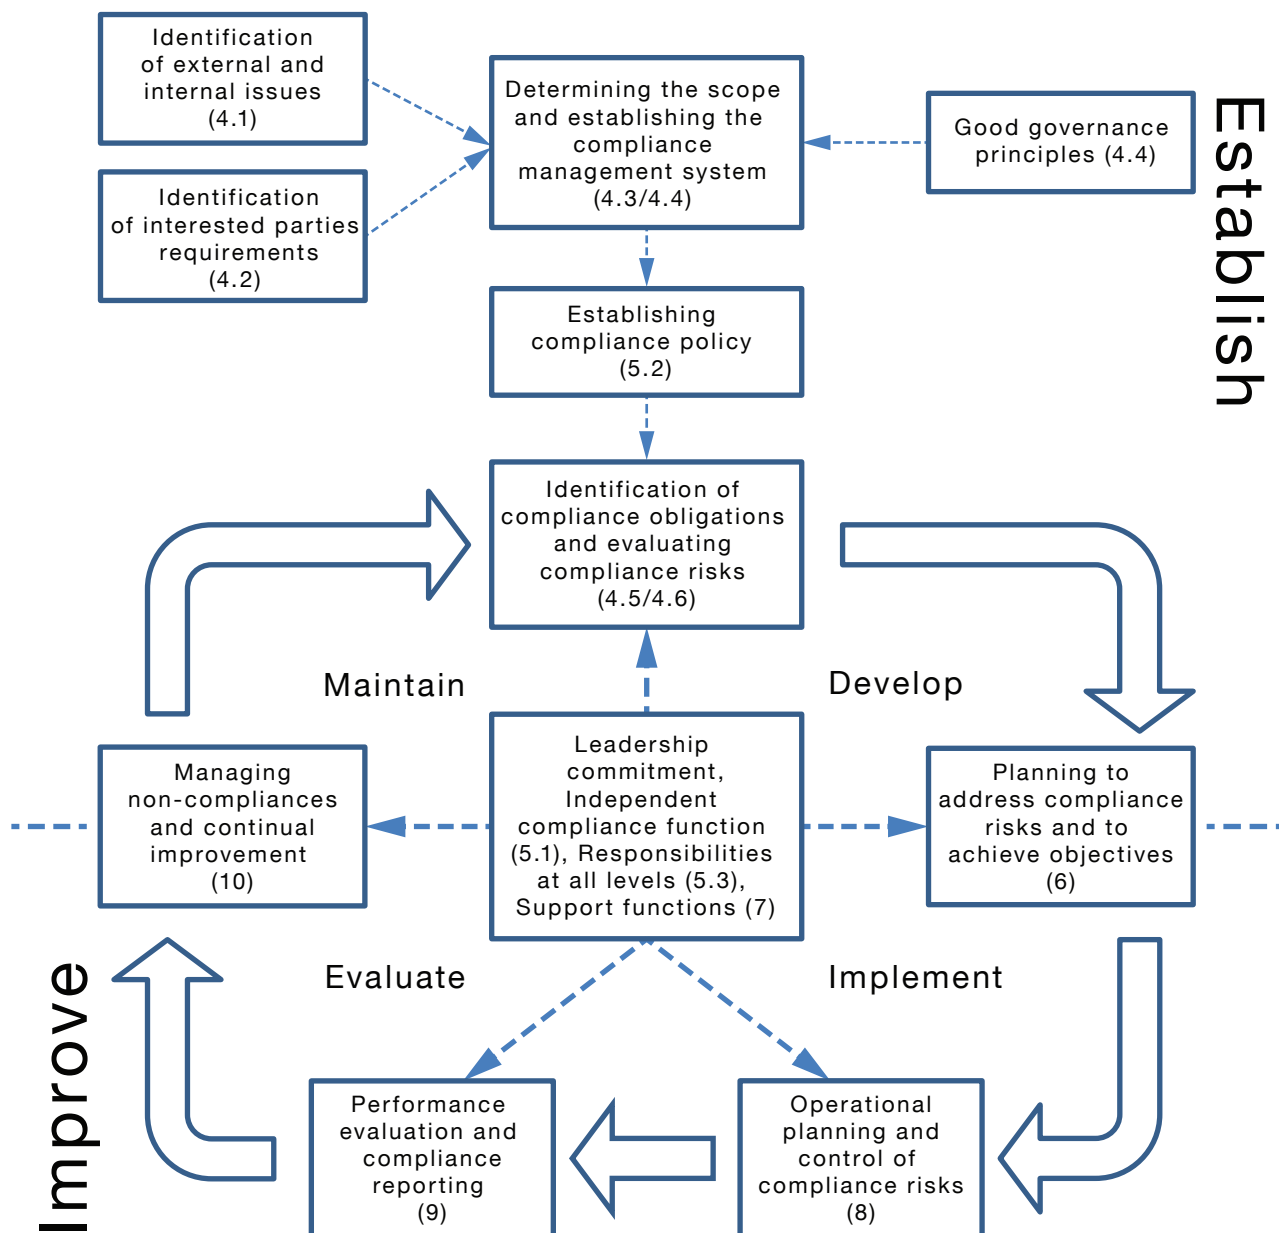 Identification
of external and
internal issues
(4.1)
Identification
of interested parties
requirements
(4.2)
Determining the scope
and establishing the
compliance
management system
(4.3/4.4)
Good governance
principles (4.4)
Establish
Establishing
compliance policy
(5.2)
Identification of
compliance obligations
and evaluating
compliance risks
(4.5/4.6)
Maintain
Develop
Managing
non-compliances
and continual
improvement
(10)
Leadership
commitment,
Independent
compliance function
(5.1), Responsibilities
at all levels (5.3),
Support functions (7)
Planning to
address compliance
risks and to
achieve objectives
(6)
Evaluate
Implement
Improve
Performance
evaluation and
compliance
reporting
(9)
Operational
planning and
control of
compliance risks
(8)